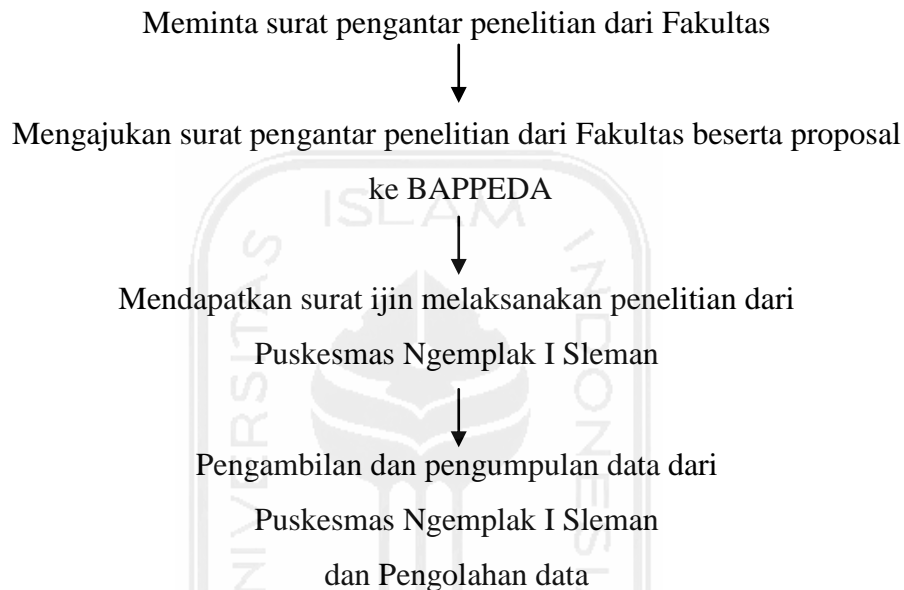 Meminta surat pengantar penelitian dari Fakultas
Mengajukan surat pengantar penelitian dari Fakultas beserta proposal
ke BAPPEDA
Mendapatkan surat ijin melaksanakan penelitian dari
Puskesmas Ngemplak I Sleman
Pengambilan dan pengumpulan data dari
Puskesmas Ngemplak I Sleman
dan Pengolahan data
ISLAM